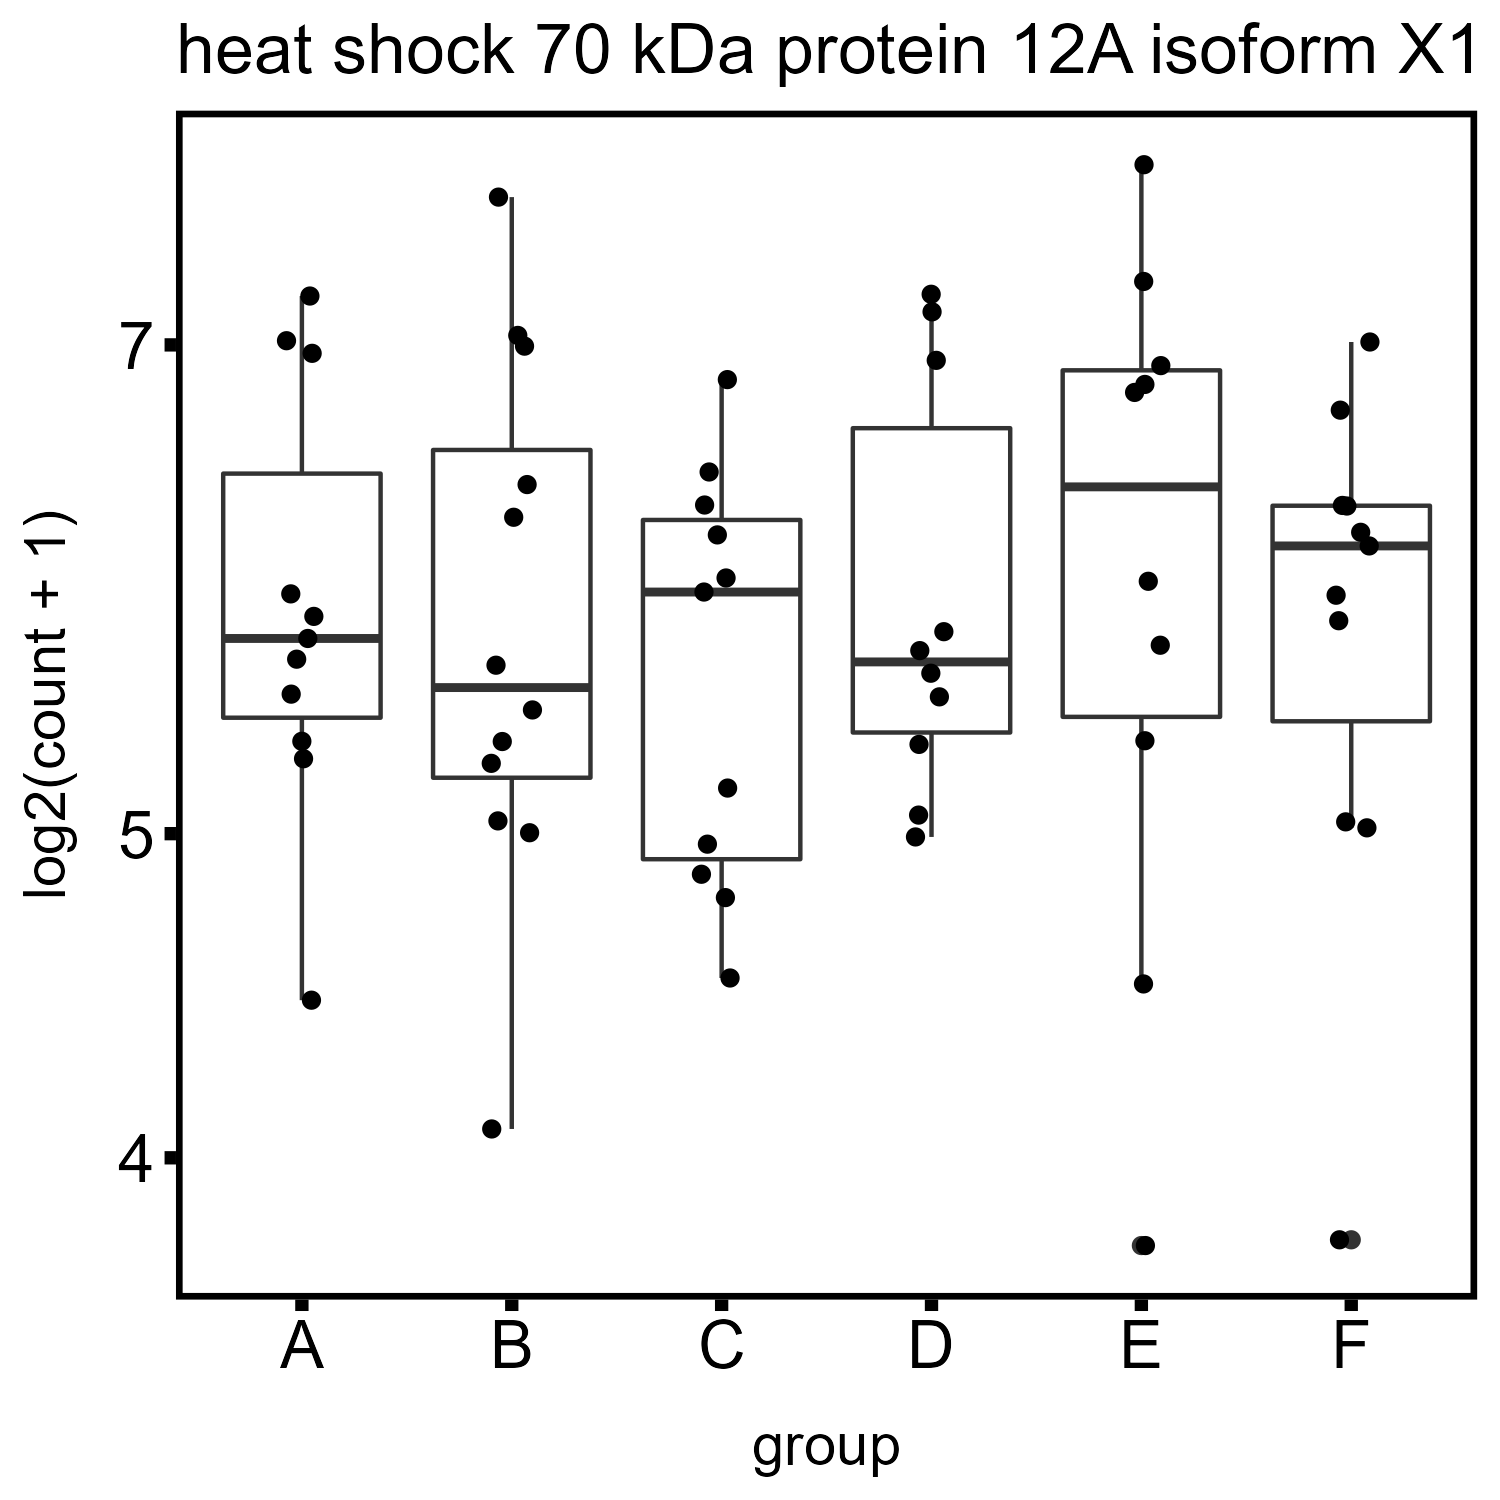 heat shock 70 kDa protein 12A isoform X1
log2(count + 1)
7
5
4
A B C D E F
group